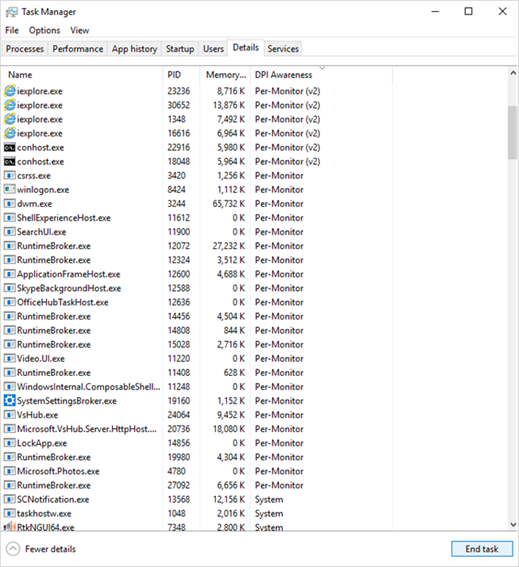 Task Manager
File Options View
Processes Performance App history Startup Users Details Services
Name PID Memory... DPI Awareness
iexplore.exe 23236 8,716 K Per-Monitor (v2)
iexplore.exe 30652 13,876 K Per-Monitor (v2)
iexplore.exe 1348 7,492 K Per-Monitor (v2)
iexplore.exe 16616 6,964 K Per-Monitor (v2)
conhost.exe 22916 5,980 K Per-Monitor (v2)
conhost.exe 18048 5,964 K Per-Monitor (v2)
csrss.exe 3420 1,256 K Per-Monitor
winlogon.exe 8424 1,112 K Per-Monitor
dwm.exe 3244 65,732 K Per-Monitor
ShellExperienceHost.exe 11612 0 K Per-Monitor
SearchUI.exe 11900 0 K Per-Monitor
RuntimeBroker.exe 12072 27,232 K Per-Monitor
RuntimeBroker.exe 12324 3,512 K Per-Monitor
ApplicationFrameHost.exe 12600 4,688 K Per-Monitor
SkypeBackgroundHost.exe 12588 0 K Per-Monitor
OfficeHubTaskHost.exe 12636 0 K Per-Monitor
RuntimeBroker.exe 14456 4,504 K Per-Monitor
RuntimeBroker.exe 14808 844 K Per-Monitor
RuntimeBroker.exe 15028 2,716 K Per-Monitor
Video.UI.exe 11220 0 K Per-Monitor
RuntimeBroker.exe 11408 628 K Per-Monitor
WindowsInternal.ComposableShell... 11248 0 K Per-Monitor
SystemSettingsBroker.exe 19160 1,152 K Per-Monitor
VsHub.exe 24064 9,452 K Per-Monitor
Microsoft.VsHub.Server.HttpHost.... 20736 18,080 K Per-Monitor
LockApp.exe 14856 0 K Per-Monitor
RuntimeBroker.exe 19980 4,304 K Per-Monitor
Microsoft.Photos.exe 4780 0 K Per-Monitor
RuntimeBroker.exe 27092 6,656 K Per-Monitor
SCNotification.exe 13568 12,156 K System
taskhostw.exe 1048 2,016 K System
RtkNGUI64.exe 7348 2,800 K System
Fewer details End task